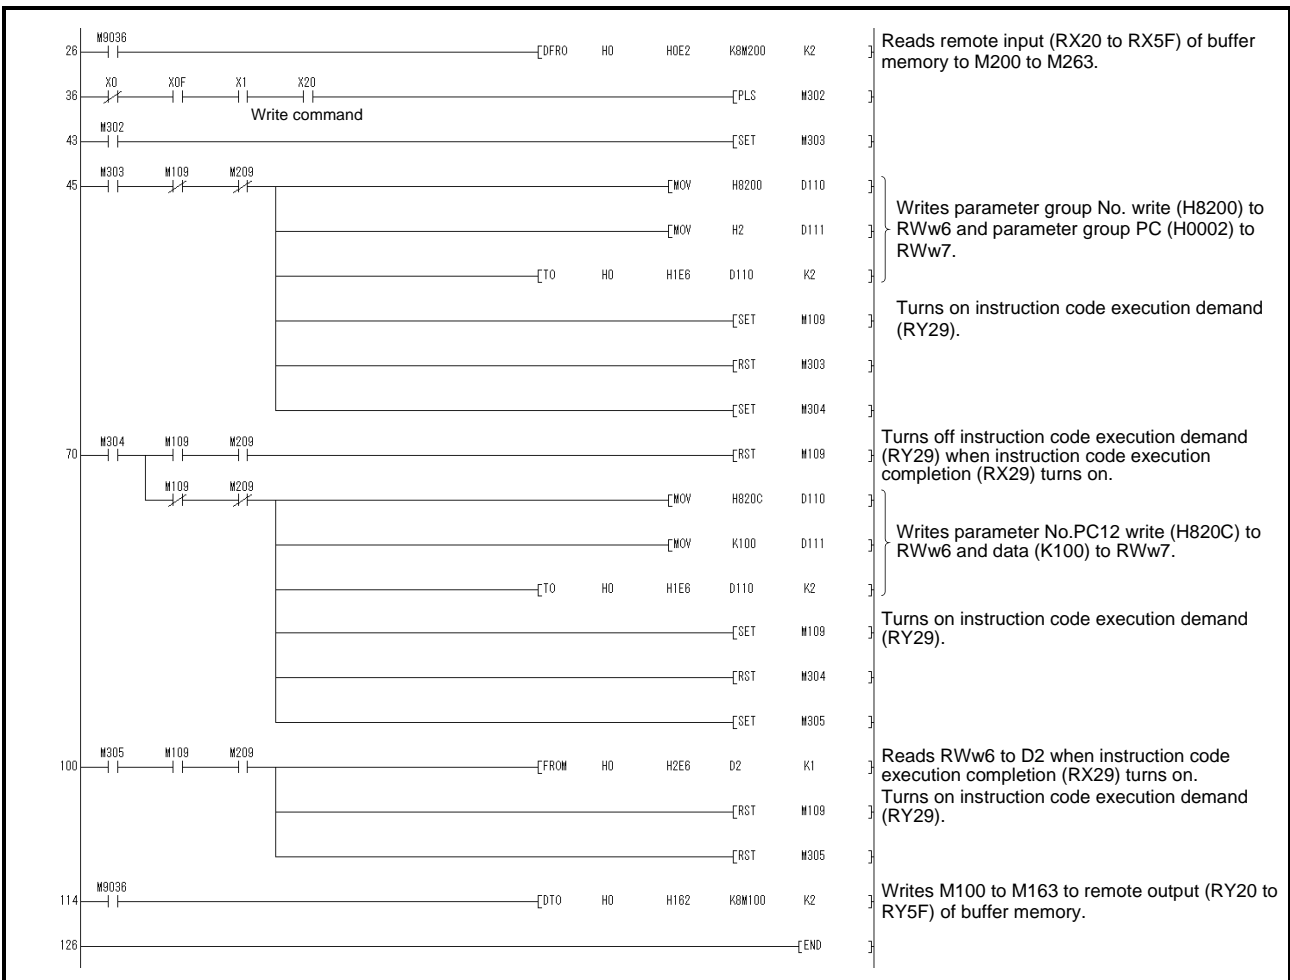 M9036
26 [DFRO H0 H0E2 K8M200 K2 ]
Reads remote input (RX20 to RX5F) of buffer
memory to M200 to M263.
X0 X0F X1 X20
36 [PLS M302 ]
Write command
M302
43 [SET M303 ]
M303 M109 M209
45 [MOV H8200 D110 ]
[MOV H2 D111 ]
[TO H0 H1E6 D110 K2 ]
Writes parameter group No. write (H8200) to
RWw6 and parameter group PC (H0002) to
RWw7.
[SET M109 ]
Turns on instruction code execution demand
(RY29).
[RST M303 ]
[SET M304 ]
M304 M109 M209
70 [RST M109 ]
Turns off instruction code execution demand
(RY29) when instruction code execution
completion (RX29) turns on.
M109 M209
[MOV H820C D110 ]
[MOV K100 D111 ]
[TO H0 H1E6 D110 K2 ]
Writes parameter No.PC12 write (H820C) to
RWw6 and data (K100) to RWw7.
[SET M109 ]
Turns on instruction code execution demand
(RY29).
[RST M304 ]
[SET M305 ]
M305 M109 M209
100 [FROM H0 H2E6 D2 K1 ]
Reads RWw6 to D2 when instruction code
execution completion (RX29) turns on.
[RST M109 ]
Turns on instruction code execution demand
(RY29).
[RST M305 ]
M9036
114 [DTO H0 H162 K8M100 K2 ]
Writes M100 to M163 to remote output (RY20 to
RY5F) of buffer memory.
126 [END ]